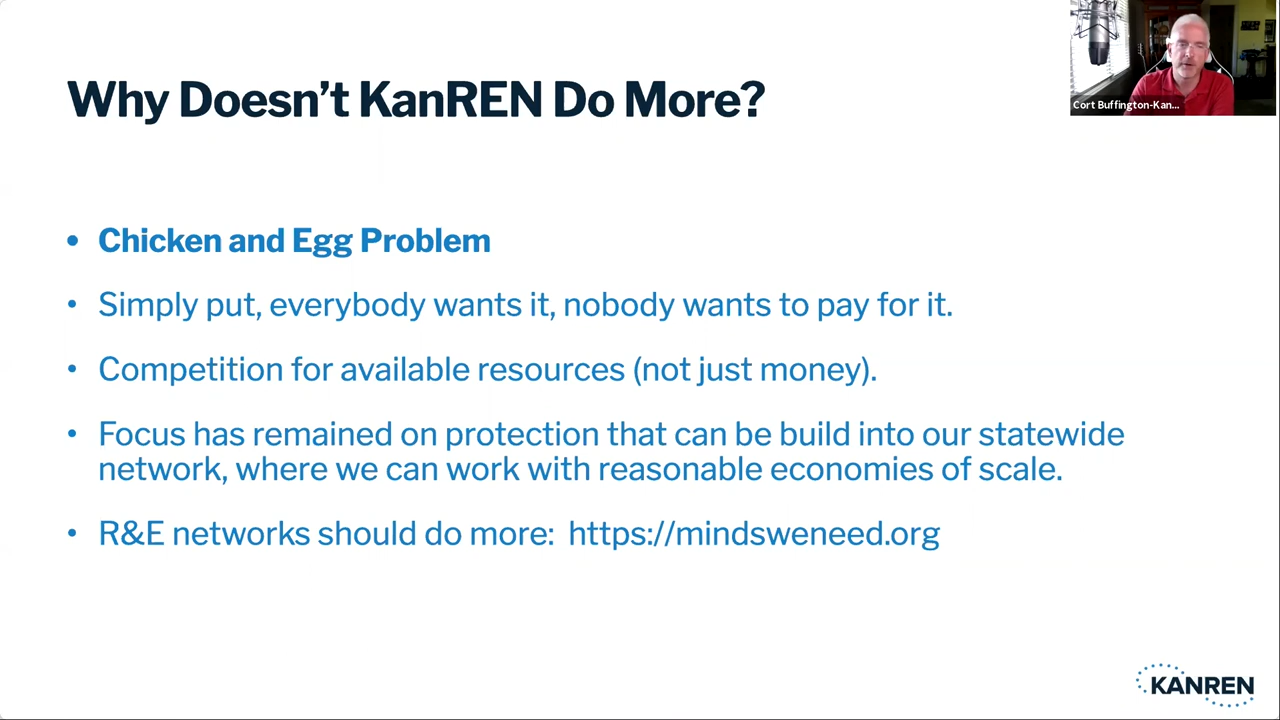 Why Doesn't KanREN Do More?
Cort Buffington-Kan...
• Chicken and Egg Problem
• Simply put, everybody wants it, nobody wants to pay for it.
• Competition for available resources (not just money).
• Focus has remained on protection that can be build into our statewide
network, where we can work with reasonable economies of scale.
• R&E networks should do more: https://mindsweneed.org
KANREN